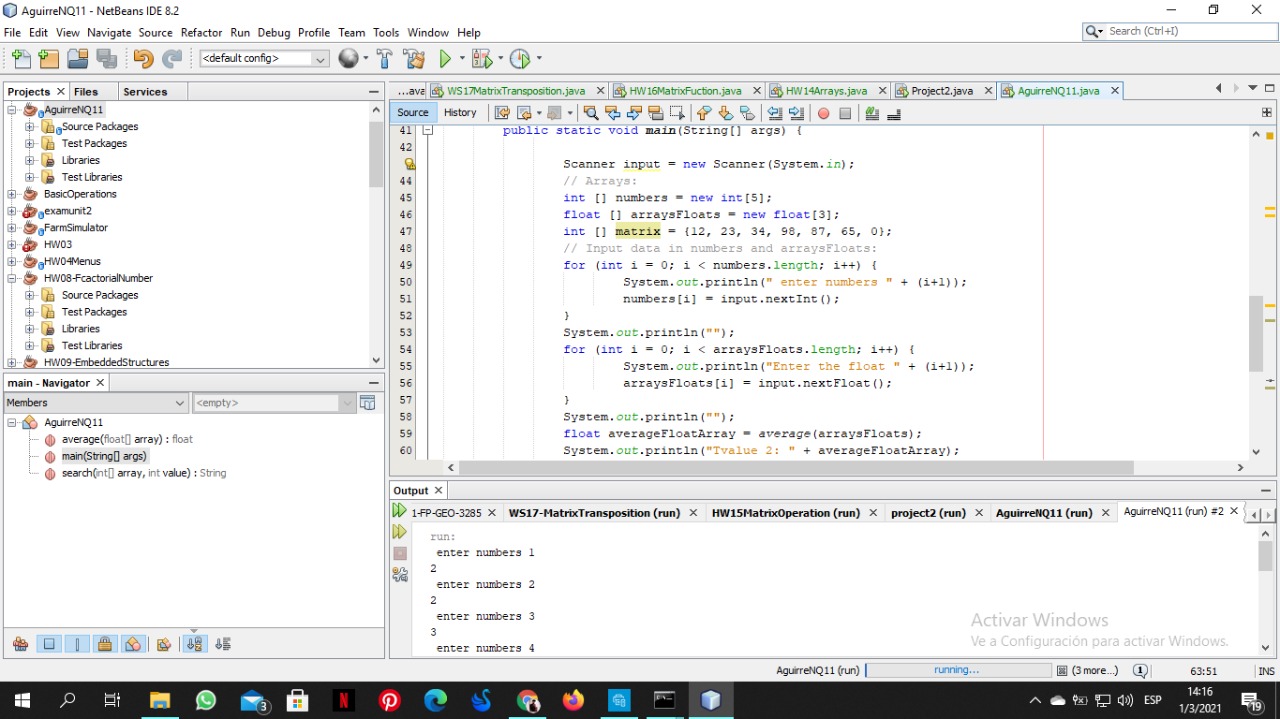 AguirreNQ11 - NetBeans IDE 8.2
File Edit View Navigate Source Refactor Run Debug Profile Team Tools Window Help
Search (Ctrl+I)
<default config>
Projects Files Services
AguirreNQ11
Source Packages
Test Packages
Libraries
Test Libraries
BasicOperations
examunit2
FarmSimulator
HW03
HW04Menus
HW08-FcactorialNumber
Source Packages
Test Packages
Libraries
Test Libraries
HW09-EmbeddedStructures
main - Navigator
Members <empty>
AguirreNQ11
average(float[] array) : float
main(String[] args)
search(int[] array, int value) : String
...ava WS17MatrixTransposition.java HW16MatrixFuction.java HW14Arrays.java Project2.java AguirreNQ11.java
Source History
41 public static void main(String[] args) {
42
Scanner input = new Scanner(System.in);
44 // Arrays:
45 int [] numbers = new int[5];
46 float [] arraysFloats = new float[3];
47 int [] matrix = {12, 23, 34, 98, 87, 65, 0};
48 // Input data in numbers and arraysFloats:
49 for (int i = 0; i < numbers.length; i++) {
50 System.out.println(" enter numbers " + (i+1));
51 numbers[i] = input.nextInt();
52 }
53 System.out.println("");
54 for (int i = 0; i < arraysFloats.length; i++) {
55 System.out.println("Enter the float " + (i+1));
56 arraysFloats[i] = input.nextFloat();
57 }
58 System.out.println("");
59 float averageFloatArray = average(arraysFloats);
60 System.out.println("Tvalue 2: " + averageFloatArray);
Output
1-FP-GEO-3285 WS17-MatrixTransposition (run) HW15MatrixOperation (run) project2 (run) AguirreNQ11 (run) AguirreNQ11 (run) #2
run:
enter numbers 1
2
enter numbers 2
2
enter numbers 3
3
enter numbers 4
Activar Windows
Ve a Configuración para activar Windows.
AguirreNQ11 (run) running... (3 more...) 63:51 INS
3
ESP
14:16
1/3/2021
19